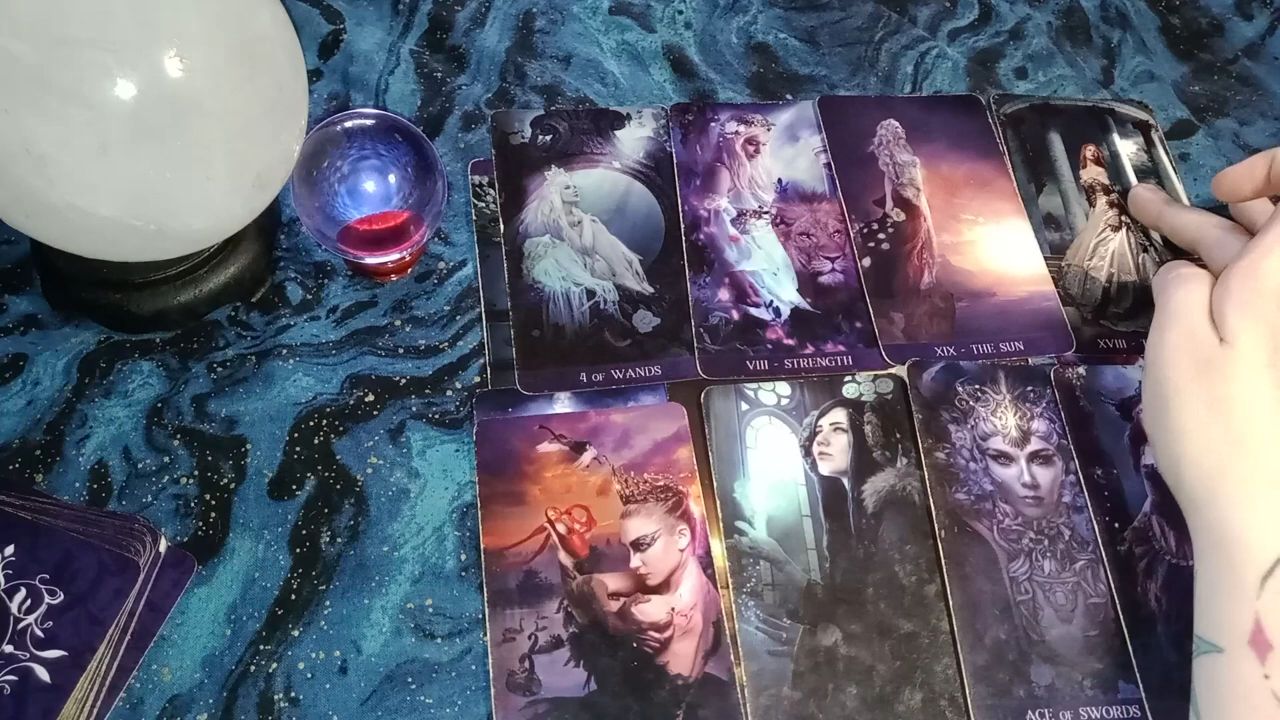 4 OF WANDS
VIII - STRENGTH
XIX - THE SUN
XVIII -
ACE OF SWORDS